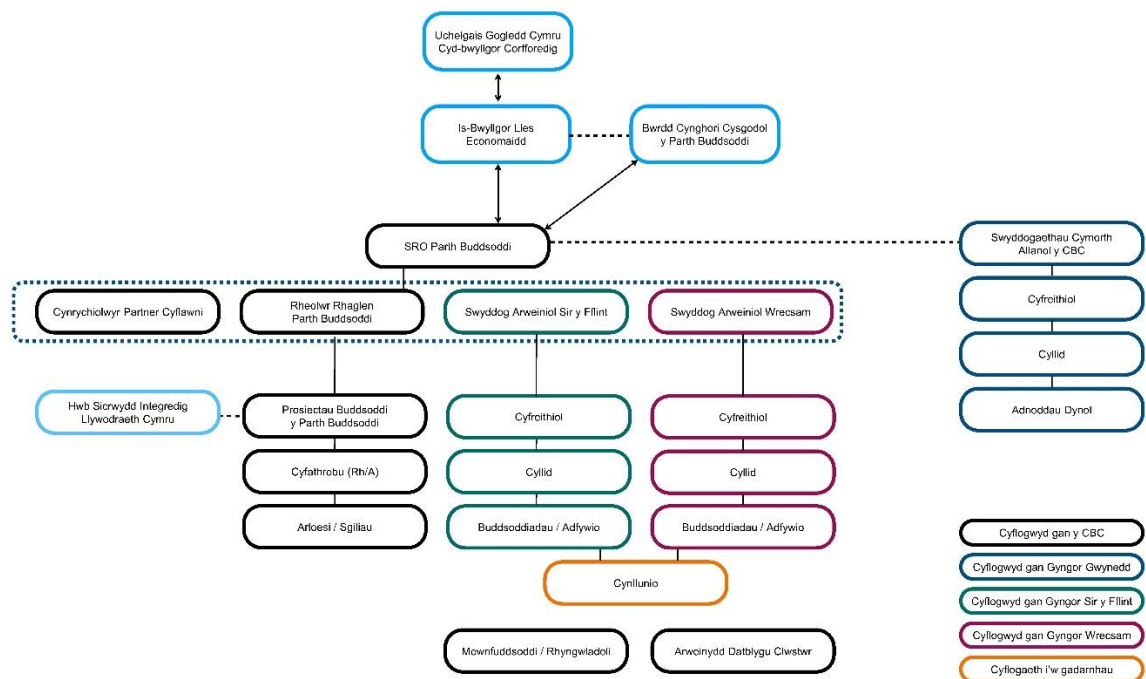 Uchelgais Gogledd Cymru
Cyd-bwyllgor Corfforedig
Is-Bwyllgor Lles
Economaidd
Bwrdd Cynghori Cysgodol
y Parth Buddsoddi
SRO Parth Buddsoddi
Swyddogaethau Cymorth
Allanol y CBC
Cyfreithiol
Cyllid
Adnoddau Dynol
Cynrychiolwyr Partner Cyflawni
Rheolwr Rhaglen
Parth Buddsoddi
Swyddog Arweiniol Sir y Fflint
Swyddog Arweiniol Wrecsam
Hwb Sicrwydd Integredig
Llywodraeth Cymru
Prosiectau Buddsoddi
y Parth Buddsoddi
Cyfreithiol
Cyfreithiol
Cyfathrebu (Rh/A)
Cyllid
Cyllid
Arloesi / Sgiliau
Buddsoddiadau / Adfywio
Buddsoddiadau / Adfywio
Cynllunio
Mewnfuddsoddi / Rhyngwladoli
Arweinydd Datblygu Clwstwr
Cyflogwyd gan y CBC
Cyflogwyd gan Gyngor Gwynedd
Cyflogwyd gan Gyngor Sir y Fflint
Cyflogwyd gan Gyngor Wrecsam
Cyflogaeth i'w gadarnhau